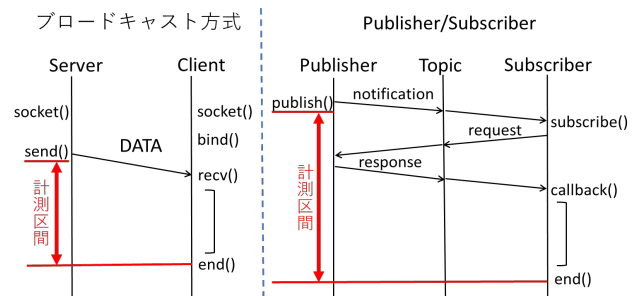 ブロードキャスト方式
Server
Client
socket()
socket()
bind()
DATA
send()
recv()
計測区間
end()
Publisher/Subscriber
Publisher
Topic
Subscriber
notification
publish()
subscribe()
request
response
callback()
計測区間
end()